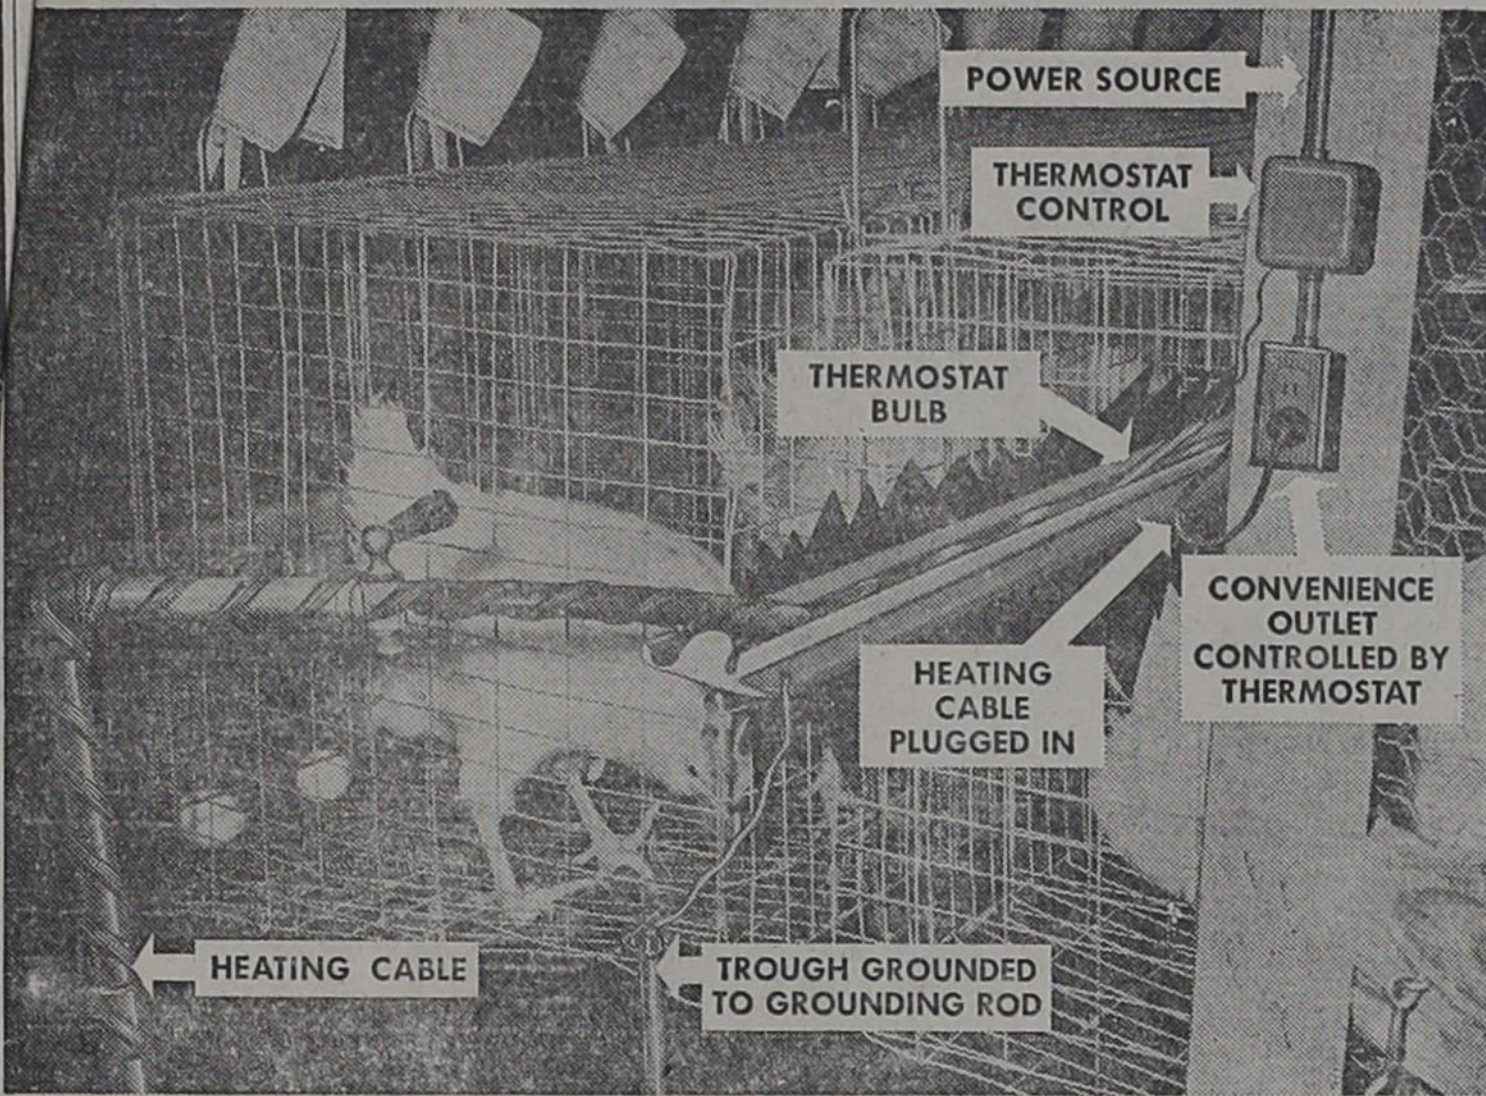 POWER SOURCE
THERMOSTAT
CONTROL
THERMOSTAT
BULB
CONVENIENCE
OUTLET
CONTROLLED BY
THERMOSTAT
HEATING
CABLE
PLUGGED IN
HEATING CABLE
TROUGH GROUNDED
TO GROUNDING ROD